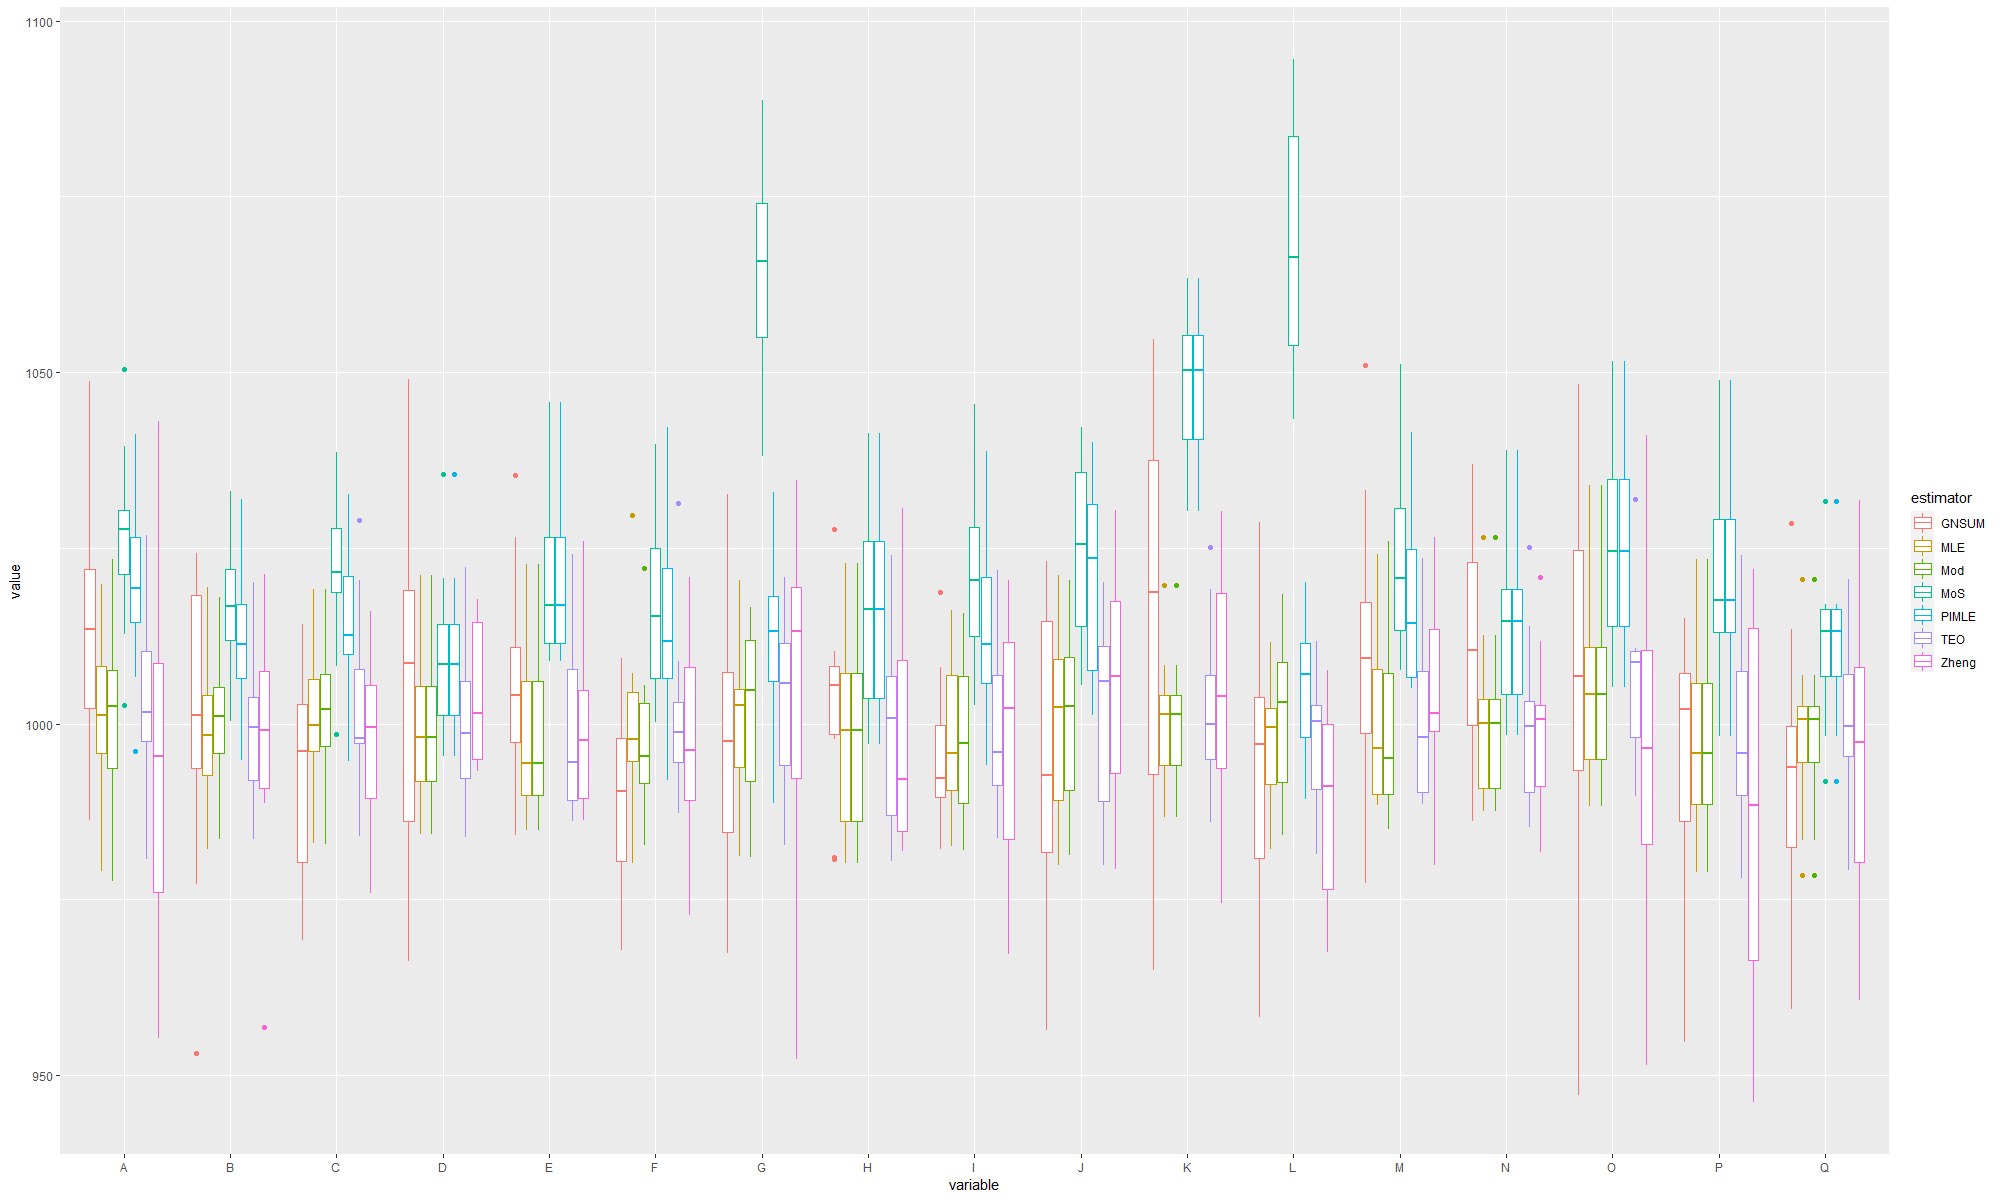 1100
1050
1000
950
value
A B C D E F G H I J K L M N O P Q
variable
estimator
GNSUM
MLE
Mod
MoS
PIMLE
TEO
Zheng